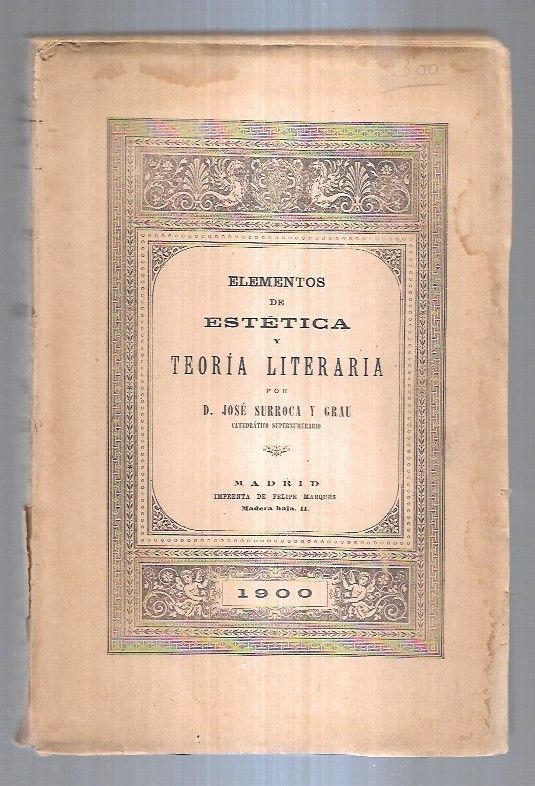 ELEMENTOS
DE
ESTÉTICA
Y
TEORÍA LITERARIA
POR
D. JOSÉ SURROCA Y GRAU
CATEDRÁTICO SUPERNUMERARIO
MADRID
IMPRENTA DE FELIPE MARQUÉS
Madera baja, 11.
1900